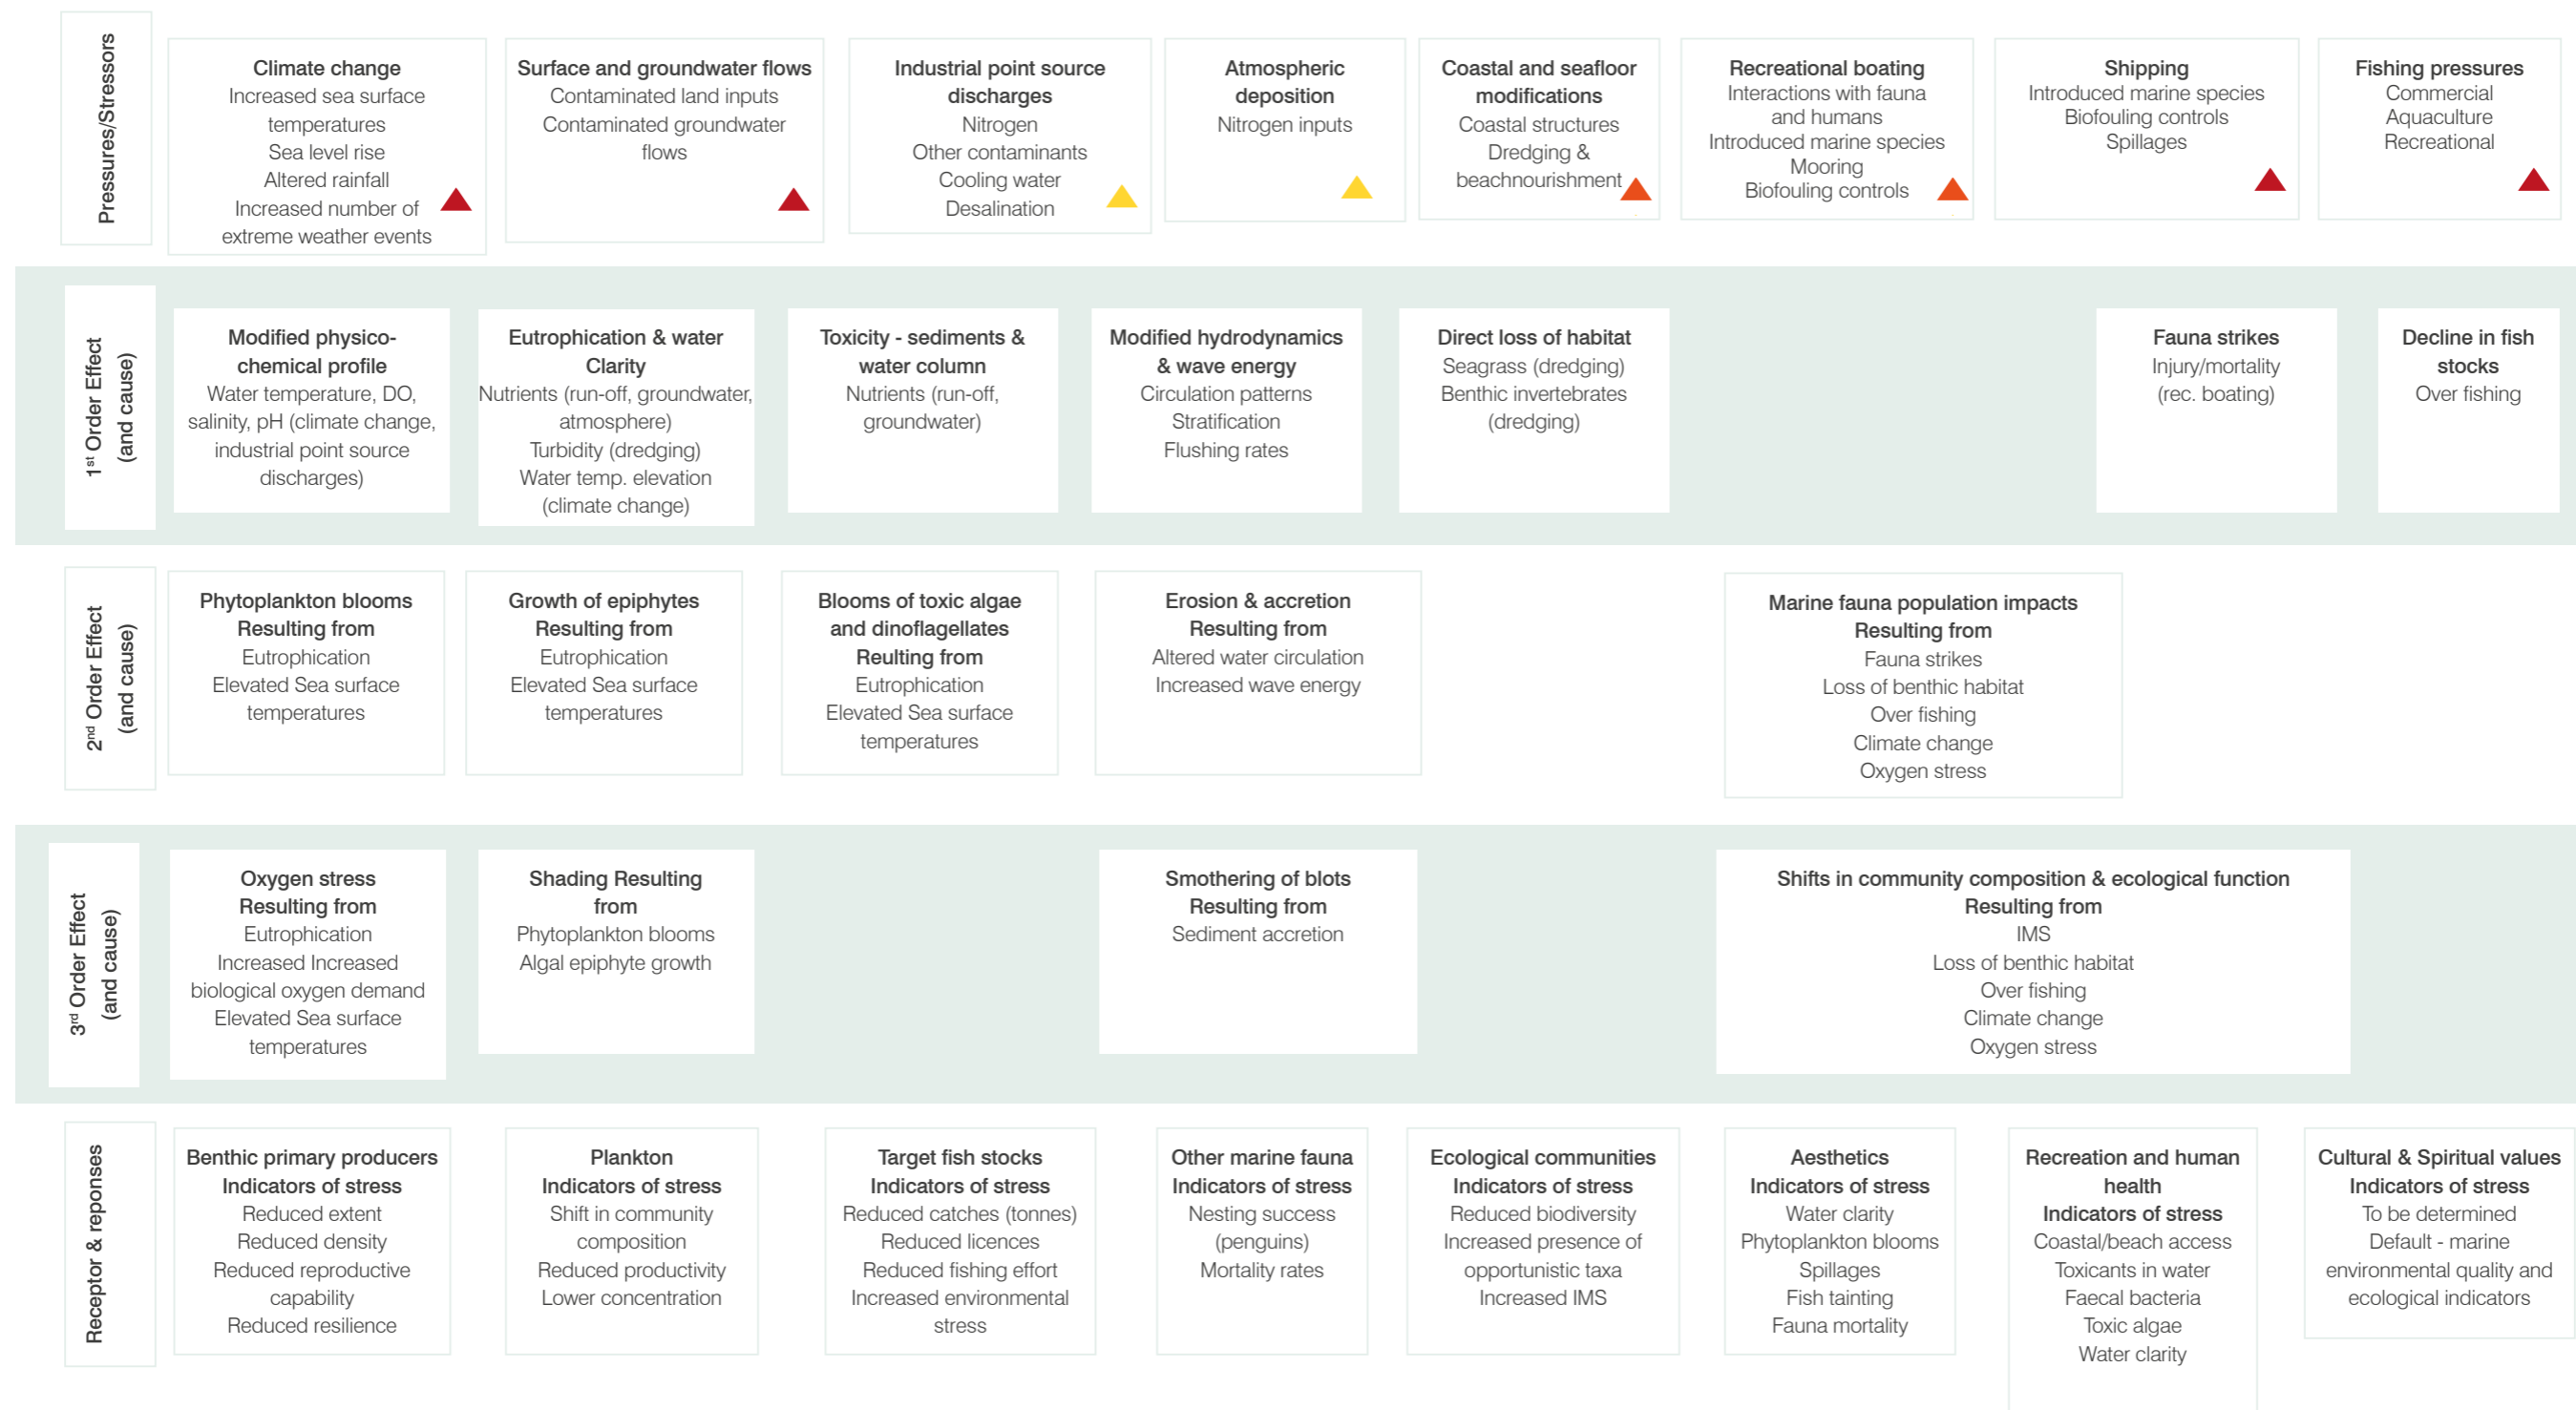 Pressures/Stressors
Climate change
Increased sea surface
temperatures
Sea level rise
Altered rainfall
Increased number of
extreme weather events
Surface and groundwater flows
Contaminated land inputs
Contaminated groundwater
flows
Industrial point source
discharges
Nitrogen
Other contaminants
Cooling water
Desalination
Atmospheric
deposition
Nitrogen inputs
Coastal and seafloor
modifications
Coastal structures
Dredging &
beachnourishment
Recreational boating
Interactions with fauna
and humans
Introduced marine species
Mooring
Biofouling controls
Shipping
Introduced marine species
Biofouling controls
Spillages
Fishing pressures
Commercial
Aquaculture
Recreational
1st Order Effect
(and cause)
Modified physico-
chemical profile
Water temperature, DO,
salinity, pH (climate change,
industrial point source
discharges)
Eutrophication & water
Clarity
Nutrients (run-off, groundwater,
atmosphere)
Turbidity (dredging)
Water temp. elevation
(climate change)
Toxicity - sediments &
water column
Nutrients (run-off,
groundwater)
Modified hydrodynamics
& wave energy
Circulation patterns
Stratification
Flushing rates
Direct loss of habitat
Seagrass (dredging)
Benthic invertebrates
(dredging)
Fauna strikes
Injury/mortality
(rec. boating)
Decline in fish
stocks
Over fishing
2nd Order Effect
(and cause)
Phytoplankton blooms
Resulting from
Eutrophication
Elevated Sea surface
temperatures
Growth of epiphytes
Resulting from
Eutrophication
Elevated Sea surface
temperatures
Blooms of toxic algae
and dinoflagellates
Reulting from
Eutrophication
Elevated Sea surface
temperatures
Erosion & accretion
Resulting from
Altered water circulation
Increased wave energy
Marine fauna population impacts
Resulting from
Fauna strikes
Loss of benthic habitat
Over fishing
Climate change
Oxygen stress
3rd Order Effect
(and cause)
Oxygen stress
Resulting from
Eutrophication
Increased Increased
biological oxygen demand
Elevated Sea surface
temperatures
Shading Resulting
from
Phytoplankton blooms
Algal epiphyte growth
Smothering of blots
Resulting from
Sediment accretion
Shifts in community composition & ecological function
Resulting from
IMS
Loss of benthic habitat
Over fishing
Climate change
Oxygen stress
Receptor & reponses
Benthic primary producers
Indicators of stress
Reduced extent
Reduced density
Reduced reproductive
capability
Reduced resilience
Plankton
Indicators of stress
Shift in community
composition
Reduced productivity
Lower concentration
Target fish stocks
Indicators of stress
Reduced catches (tonnes)
Reduced licences
Reduced fishing effort
Increased environmental
stress
Other marine fauna
Indicators of stress
Nesting success
(penguins)
Mortality rates
Ecological communities
Indicators of stress
Reduced biodiversity
Increased presence of
opportunistic taxa
Increased IMS
Aesthetics
Indicators of stress
Water clarity
Phytoplankton blooms
Spillages
Fish tainting
Fauna mortality
Recreation and human
health
Indicators of stress
Coastal/beach access
Toxicants in water
Faecal bacteria
Toxic algae
Water clarity
Cultural & Spiritual values
Indicators of stress
To be determined
Default - marine
environmental quality and
ecological indicators